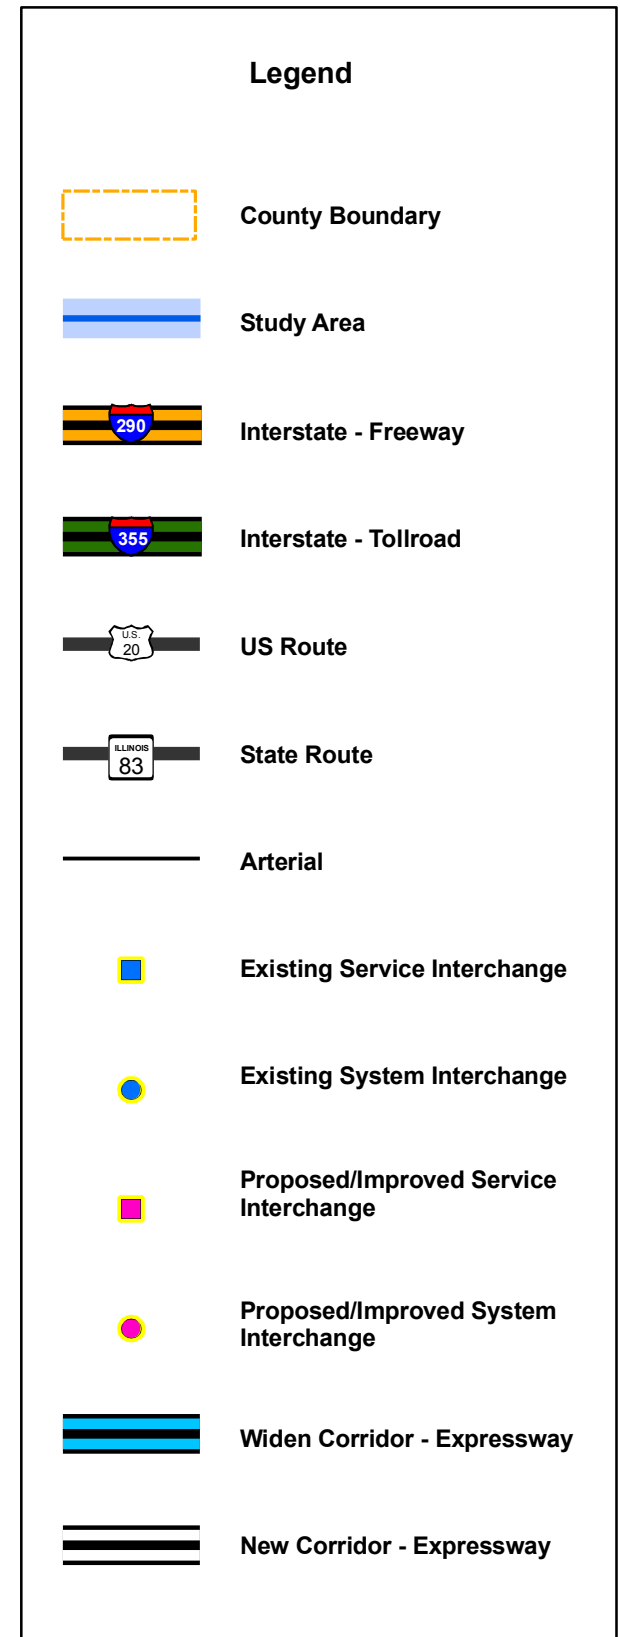 Legend
County Boundary
Study Area
290
Interstate - Freeway
355
Interstate - Tollroad
U.S.
20
US Route
ILLINOIS
83
State Route
Arterial
Existing Service Interchange
Existing System Interchange
Proposed/Improved Service
Interchange
Proposed/Improved System
Interchange
Widen Corridor - Expressway
New Corridor - Expressway